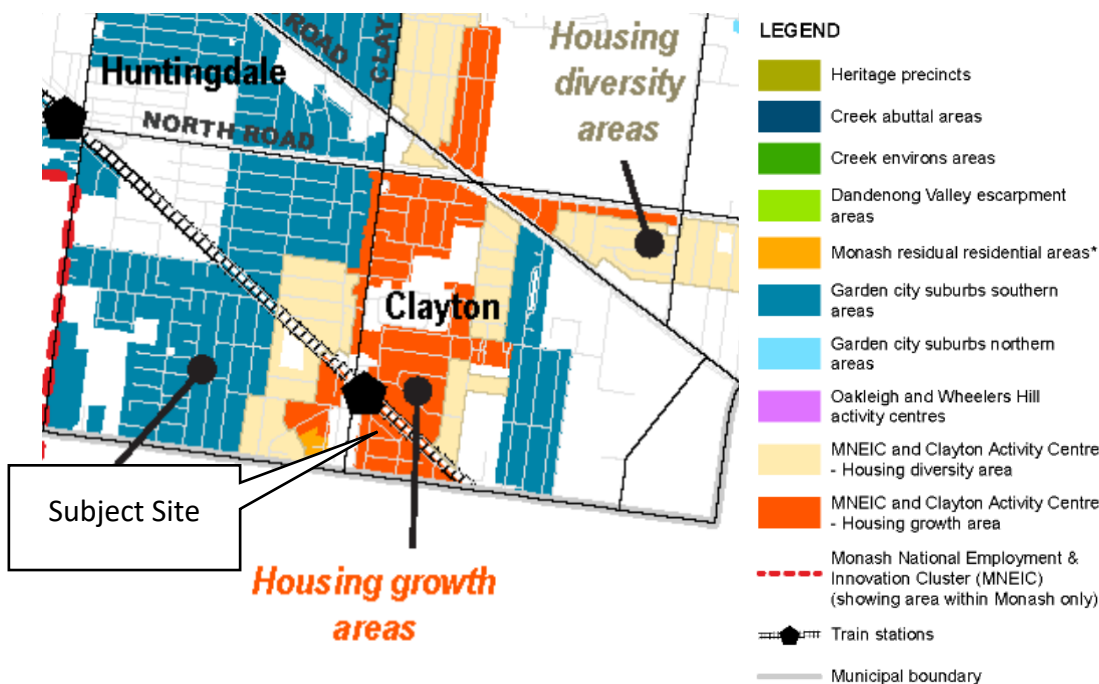 ROAD
CLAY
Huntingdale
NORTH ROAD
Housing
diversity
areas
Clayton
Subject Site
Housing growth
areas
LEGEND
Heritage precincts
Creek abuttal areas
Creek environs areas
Dandenong Valley escarpment
areas
Monash residual residential areas*
Garden city suburbs southern
areas
Garden city suburbs northern
areas
Oakleigh and Wheelers Hill
activity centres
MNEIC and Clayton Activity Centre
- Housing diversity area
MNEIC and Clayton Activity Centre
- Housing growth area
Monash National Employment &
Innovation Cluster (MNEIC)
(showing area within Monash only)
Train stations
Municipal boundary